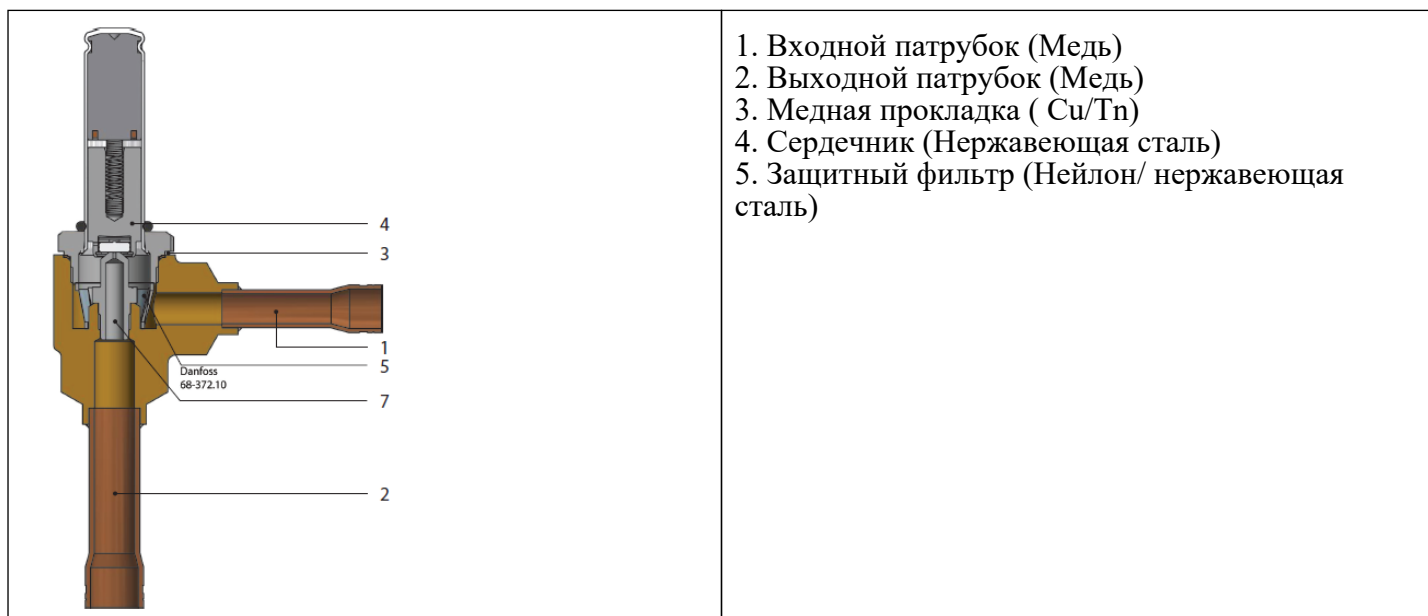 4
3
1
5
Danfoss
68-372.10
7
2
1. Входной патрубок (Медь)
2. Выходной патрубок (Медь)
3. Медная прокладка ( Cu/Tn)
4. Сердечник (Нержавеющая сталь)
5. Защитный фильтр (Нейлон/ нержавеющая
сталь)